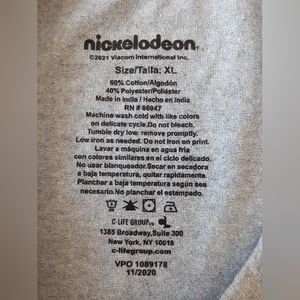 nickelodeon
©2021 Viacom International Inc.
Size/Talla: XL
60% Cotton/Algodón
40% Polyester/Poliéster
Made in India / Hecho en India
RN # 86947
Machine wash cold with like colors
on delicate cycle.Do not bleach.
Tumble dry low. remove promptly.
Low iron as needed. Do not iron on print.
Lavar a máquina en agua fria
con colores similares en el ciclo delicado.
No usar blanqueador.Secar en secadora
a baja temperatura, quitar rapidamente.
Planchar a baja temperatura según sea
necesario. No Planchar el estampado.
C-LIFE GROUP
1385 Broadway,Suite 300
New York, NY 10018
c-lifegroup.com
VPO 1089178
11/2020